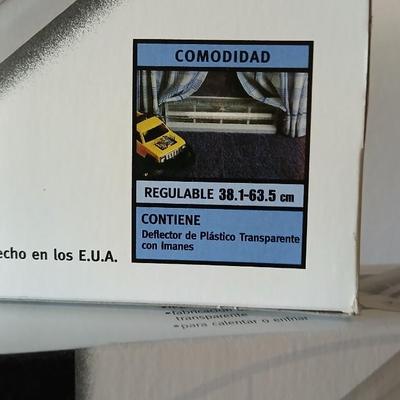 COMODIDAD
REGULABLE 38.1-63.5 cm
CONTIENE
Deflector de Plástico Transparente
con Imanes
echo en los E.U.A.
transparente
•para calentar o enfriar